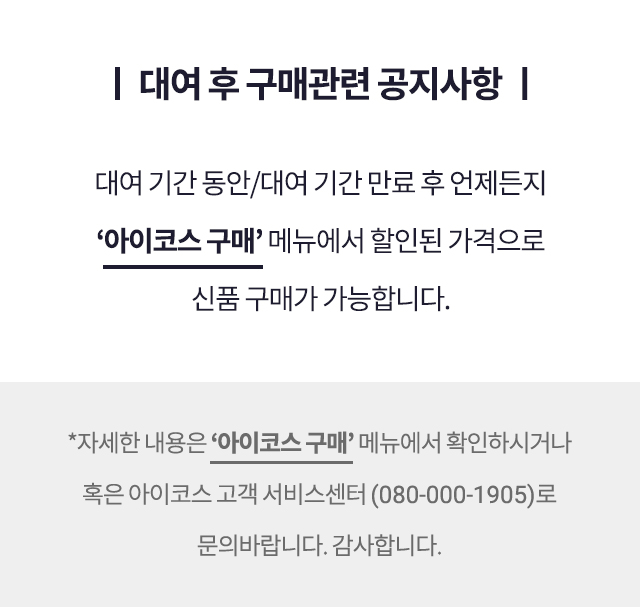 | 대여 후 구매관련 공지사항 |
대여 기간 동안/대여 기간 만료 후 언제든지
‘아이코스 구매’ 메뉴에서 할인된 가격으로
신품 구매가 가능합니다.
*자세한 내용은 ‘아이코스 구매’ 메뉴에서 확인하시거나
혹은 아이코스 고객 서비스센터 (080-000-1905)로
문의바랍니다. 감사합니다.